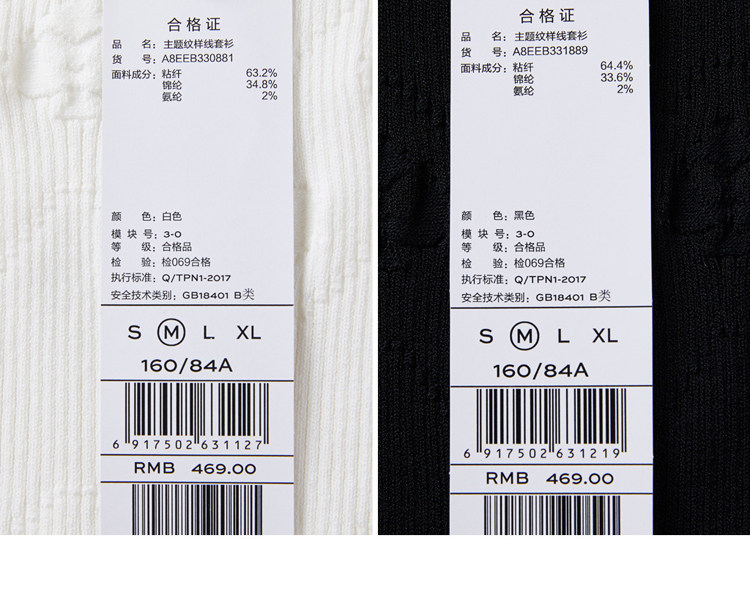 合格证
品 名：主题纹样线套衫
货 号：A8EEB330881
面料成分：粘纤 63.2%
锦纶 34.8%
氨纶 2%
颜 色：白色
模 块 号：3-0
等 级：合格品
检 验：检069合格
执行标准：Q/TPN1-2017
安全技术类别：GB18401 B类
S M L XL
160/84A
6 917502 631127
RMB 469.00
合格证
品 名：主题纹样线套衫
货 号：A8EEB331889
面料成分：粘纤 64.4%
锦纶 33.6%
氨纶 2%
颜 色：黑色
模 块 号：3-0
等 级：合格品
检 验：检069合格
执行标准：Q/TPN1-2017
安全技术类别：GB18401 B类
S M L XL
160/84A
6 917502 631219
RMB 469.00